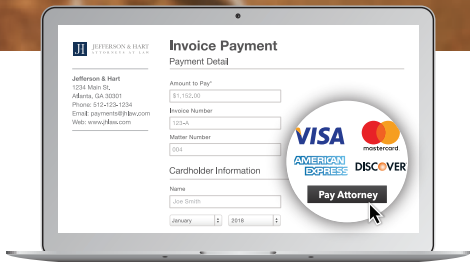 JH JEFFERSON & HART
ATTORNEYS AT LAW
Jefferson & Hart
1234 Main St.
Atlanta, GA 30301
Phone: 512-123-1234
Email: payments@jhlaw.com
Web: www.jhlaw.com
Invoice Payment
Payment Detail
Amount to Pay*
$1,152.00
Invoice Number
123-A
Matter Number
004
Cardholder Information
Name
Joe Smith
January
2018
VISA
mastercard
AMERICAN
EXPRESS
DISCOVER
Pay Attorney